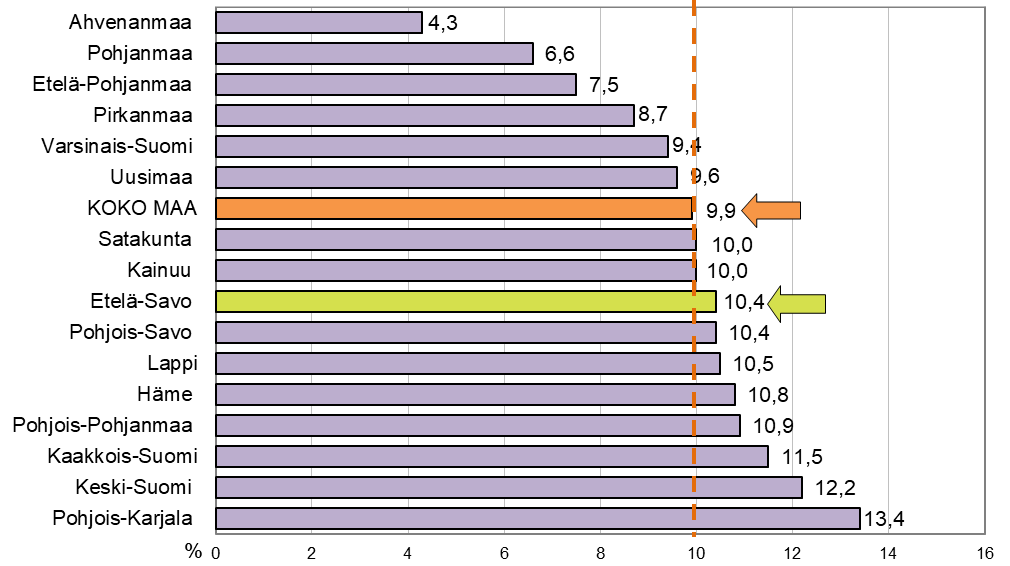 Ahvenanmaa 4,3
Pohjanmaa 6,6
Etelä-Pohjanmaa 7,5
Pirkanmaa 8,7
Varsinais-Suomi 9,4
Uusimaa 9,6
KOKO MAA 9,9
Satakunta 10,0
Kainuu 10,0
Etelä-Savo 10,4
Pohjois-Savo 10,4
Lappi 10,5
Häme 10,8
Pohjois-Pohjanmaa 10,9
Kaakkois-Suomi 11,5
Keski-Suomi 12,2
Pohjois-Karjala 13,4
% 0 2 4 6 8 10 12 14 16